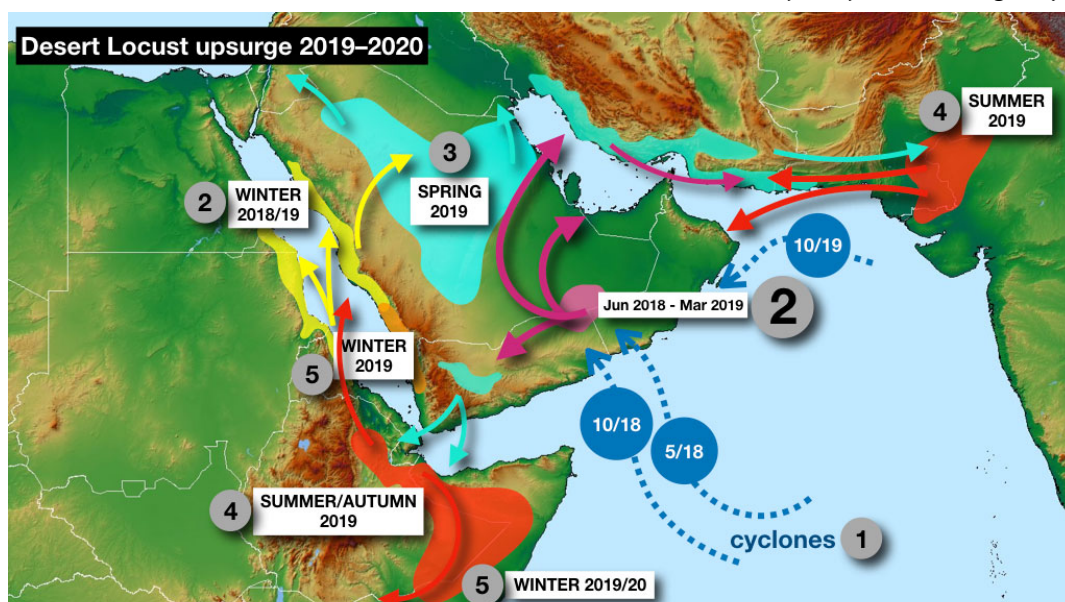 Desert Locust upsurge 2019–2020
4
SUMMER
2019
3
SPRING
2019
2
WINTER
2018/19
10/19
Jun 2018 - Mar 2019
2
WINTER
2019
5
10/18
5/18
SUMMER/AUTUMN
2019
4
cyclones
1
5
WINTER 2019/20